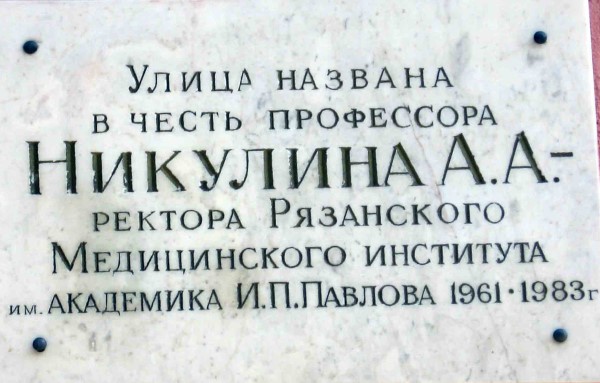 Улица названа
в честь профессора
Никулина А.А.-
ректора Рязанского
Медицинского института
им. академика И.П.Павлова 1961·1983г